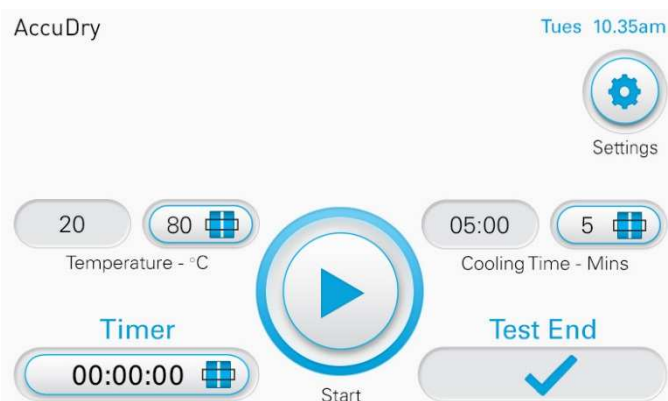 AccuDry
Tues 10.35am
Settings
20
80
05:00
5
Temperature - °C
Cooling Time - Mins
Timer
Test End
00:00:00
Start